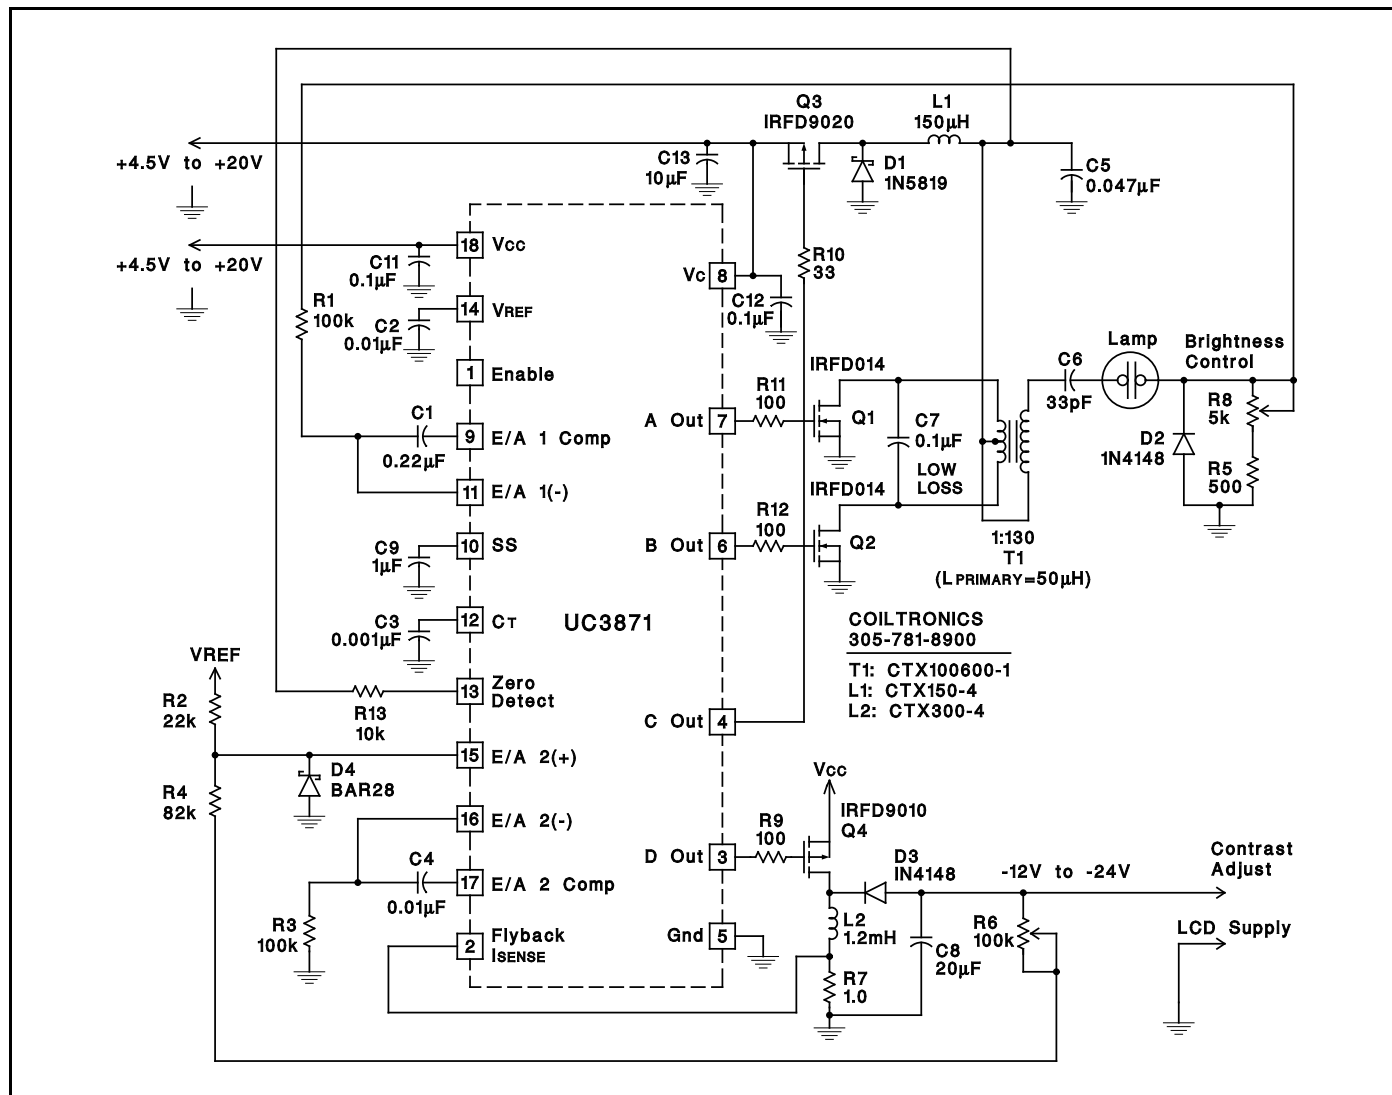 Q3
IRFD9020
L1
150µH
+4.5V to +20V
C13
10µF
D1
1N5819
C5
0.047µF
+4.5V to +20V
18 Vcc
C11
0.1µF
Vc 8
R10
33
R1
100k
14 VREF
C2
0.01µF
C12
0.1µF
1 Enable
IRFD014
R11
100
Q1
C7
0.1µF
LOW
LOSS
C6
33pF
Lamp
Brightness
Control
R8
5k
D2
1N4148
R5
500
C1
0.22µF
9 E/A 1 Comp
A Out 7
11 E/A 1(-)
IRFD014
R12
100
Q2
B Out 6
10 SS
C9
1µF
1:130
T1
(LPRIMARY=50µH)
12 CT
C3
0.001µF
UC3871
COILTRONICS
305-781-8900
T1: CTX100600-1
L1: CTX150-4
L2: CTX300-4
VREF
R2
22k
13 Zero
Detect
R13
10k
C Out 4
15 E/A 2(+)
D4
BAR28
R4
82k
Vcc
IRFD9010
Q4
16 E/A 2(-)
R9
100
D Out 3
C4
0.01µF
17 E/A 2 Comp
D3
IN4148
-12V to -24V
Contrast
Adjust
R3
100k
2 Flyback
ISENSE
Gnd 5
L2
1.2mH
C8
20µF
R6
100k
LCD Supply
R7
1.0